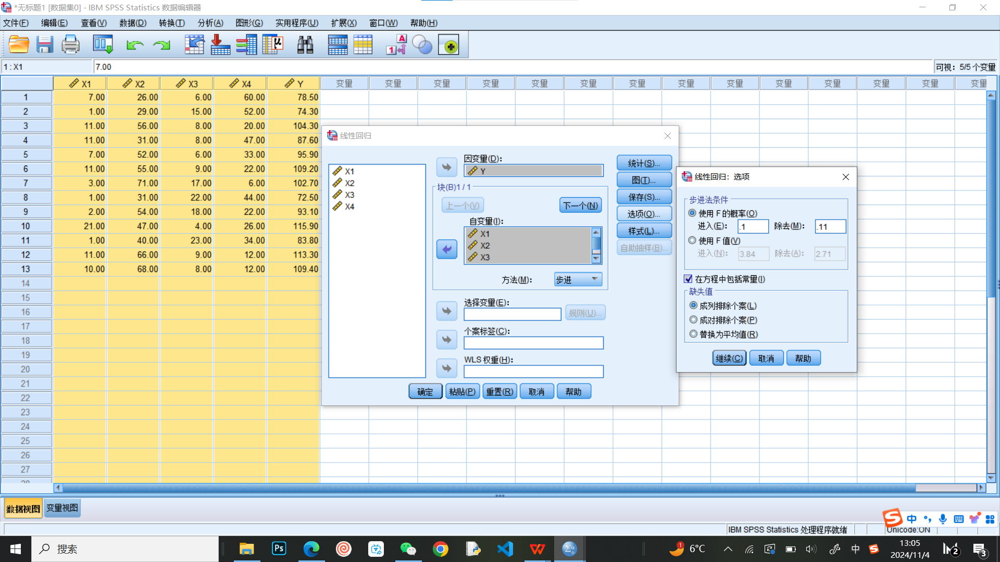 *无标题1 [数据集0] - IBM SPSS Statistics 数据编辑器
文件(F) 编辑(E) 查看(V) 数据(D) 转换(T) 分析(A) 图形(G) 实用程序(U) 扩展(X) 窗口(W) 帮助(H)
1 : X1 7.00 可视: 5/5 个变量
X1 X2 X3 X4 Y 变量 变量 变量 变量 变量 变量 变量 变量 变量 变量 变量 变量 变量 变量
1 7.00 26.00 6.00 60.00 78.50
2 1.00 29.00 15.00 52.00 74.30
3 11.00 56.00 8.00 20.00 104.30
4 11.00 31.00 8.00 47.00 87.60
5 7.00 52.00 6.00 33.00 95.90
6 11.00 55.00 9.00 22.00 109.20
7 3.00 71.00 17.00 6.00 102.70
8 1.00 31.00 22.00 44.00 72.50
9 2.00 54.00 18.00 22.00 93.10
10 21.00 47.00 4.00 26.00 115.90
11 1.00 40.00 23.00 34.00 83.80
12 11.00 66.00 9.00 12.00 113.30
13 10.00 68.00 8.00 12.00 109.40
14
15
16
17
18
19
20
21
22
23
24
25
26
27
28
线性回归
X1
X2
X3
X4
因变量(D):
Y
块(B)1 / 1
上一个(V) 下一个(N)
自变量(I):
X1
X2
X3
方法(M): 步进
选择变量(E):
规则(U)...
个案标签(C):
WLS 权重(H):
统计(S)...
图(T)...
保存(S)...
选项(O)...
样式(L)...
自助抽样(B)...
确定 粘贴(P) 重置(R) 取消 帮助
线性回归: 选项
步进法条件
使用 F 的概率(O)
进入(E): .1 除去(M): .11
使用 F 值(V)
进入(N): 3.84 除去(A): 2.71
在方程中包括常量(I)
缺失值
成列排除个案(L)
成对排除个案(P)
替换为平均值(R)
继续(C) 取消 帮助
数据视图 变量视图
中
IBM SPSS Statistics 处理程序就绪 Unicode:ON
搜索
Ps
1 6°C
中
13:05
2024/11/4
2
3